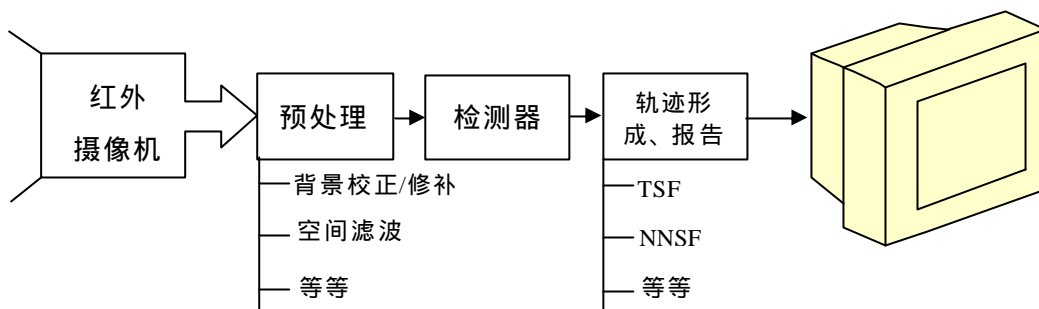 红外
摄像机
预处理
检测器
轨迹形
成、报告
背景校正/修补
空间滤波
等等
TSF
NNSF
等等